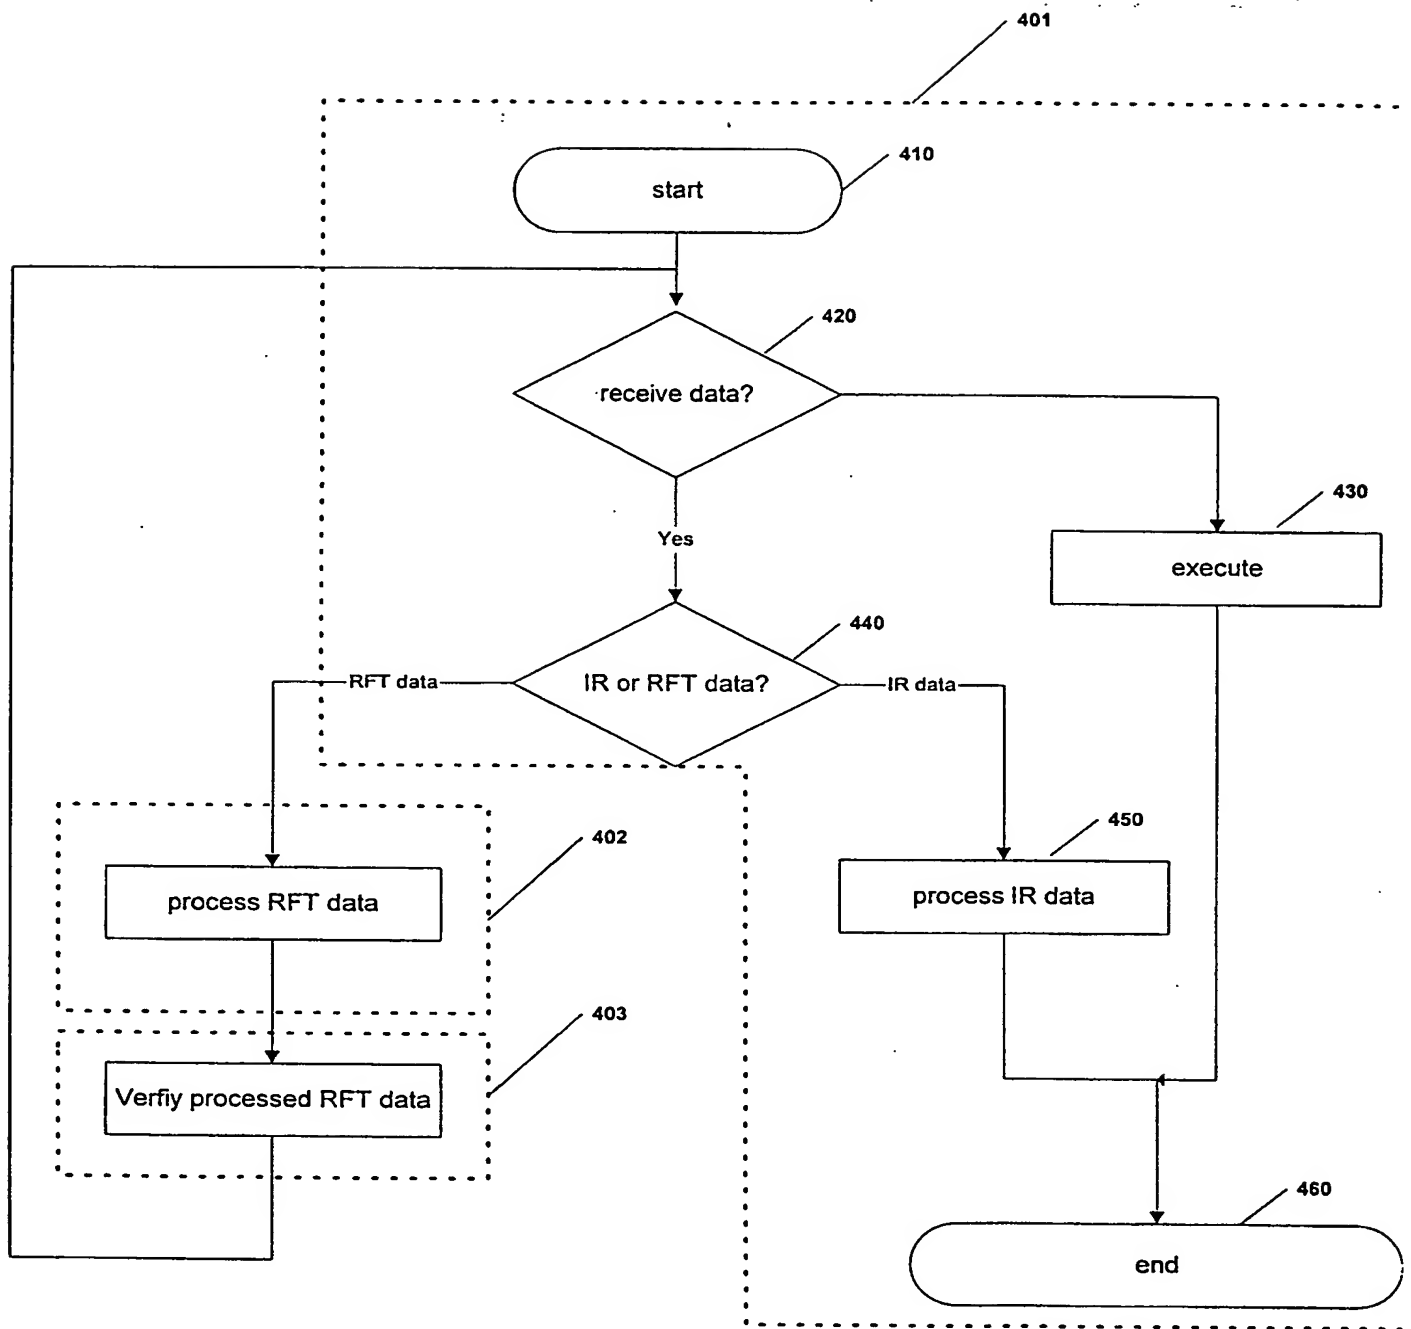 401
410
start
420
receive data?
430
Yes
execute
440
RFT data
IR or RFT data?
IR data
450
402
process RFT data
process IR data
403
Verfiy processed RFT data
460
end